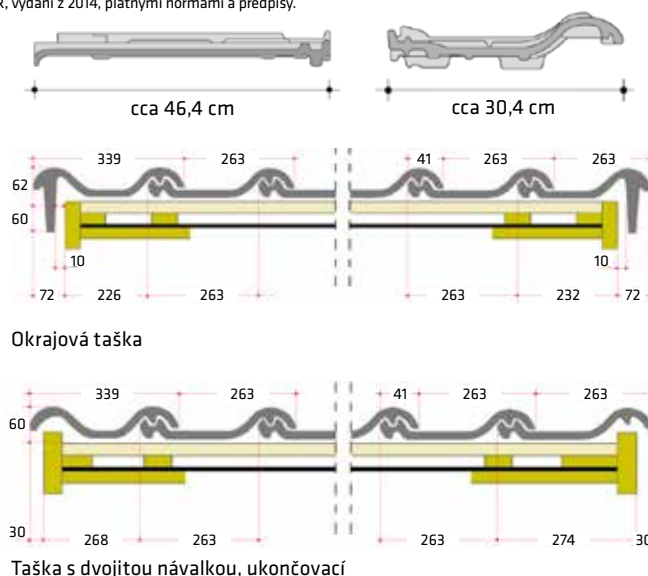 vydání z 2014, platnými normami a předpisy.
cca 46,4 cm
cca 30,4 cm
339 263 41 263 263
62
60
10 10
72 226 263 263 232 72
Okrajová taška
339 263 41 263 263
60
30 268 263 263 274 30
Taška s dvojitou návalkou, ukončovací